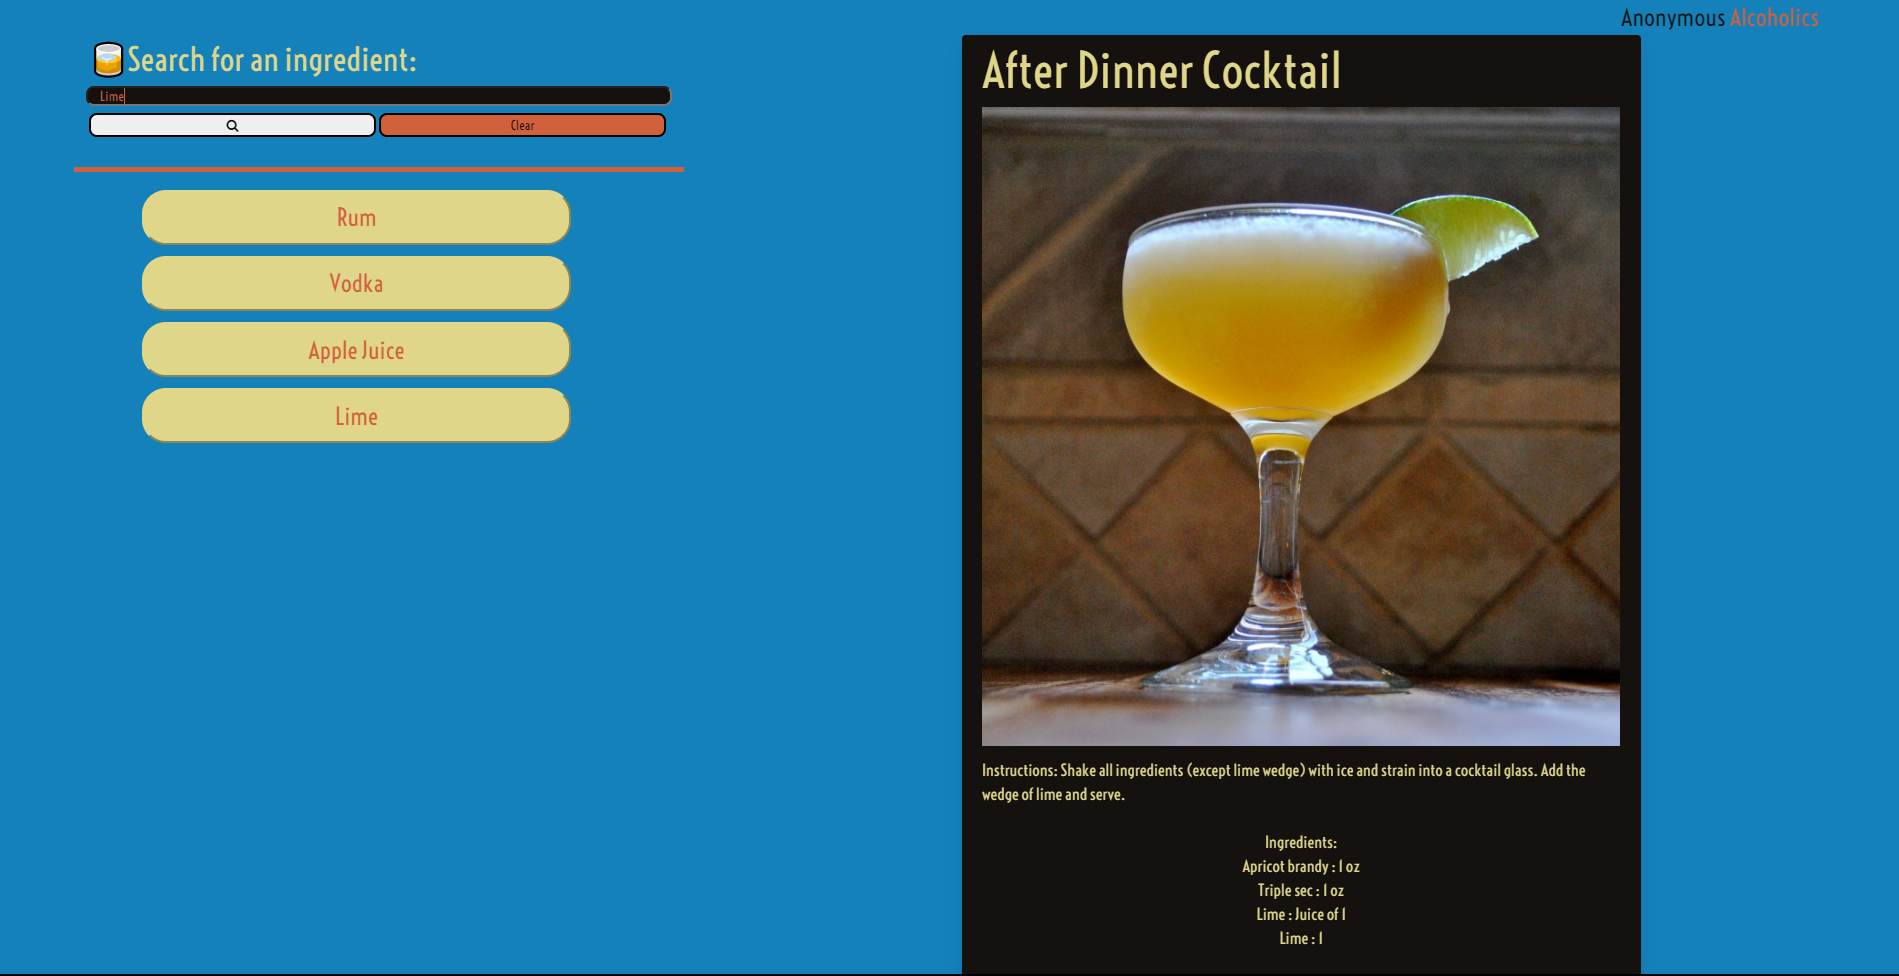 Anonymous Alcoholics
Search for an ingredient:
Lime
Clear
Rum
Vodka
Apple Juice
Lime
After Dinner Cocktail
Instructions: Shake all ingredients (except lime wedge) with ice and strain into a cocktail glass. Add the
wedge of lime and serve.
Ingredients:
Apricot brandy : 1 oz
Triple sec : 1 oz
Lime : Juice of 1
Lime : 1